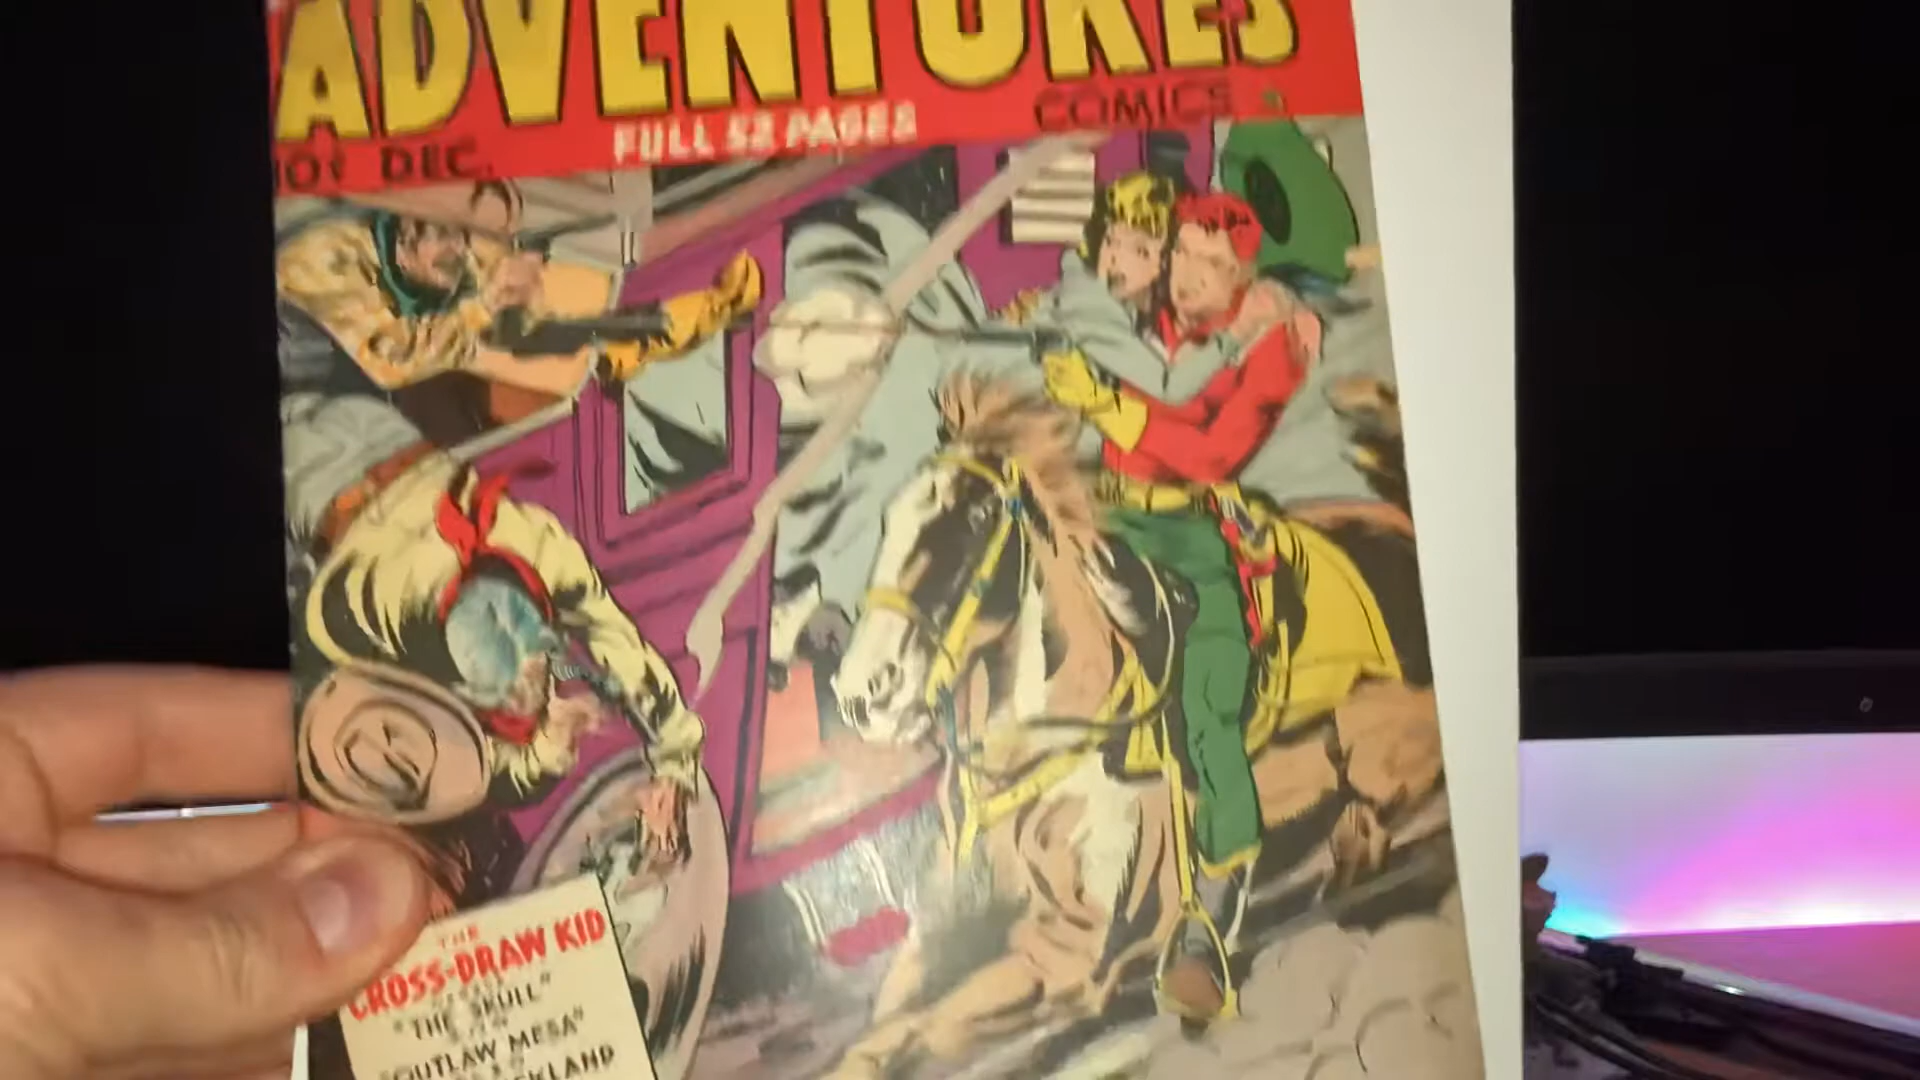 ADVENTURES
COMICS
FULL 52 PAGES
DEC.
THE
CROSS-DRAW KID
"THE SKULL"
"OUTLAW MESA"